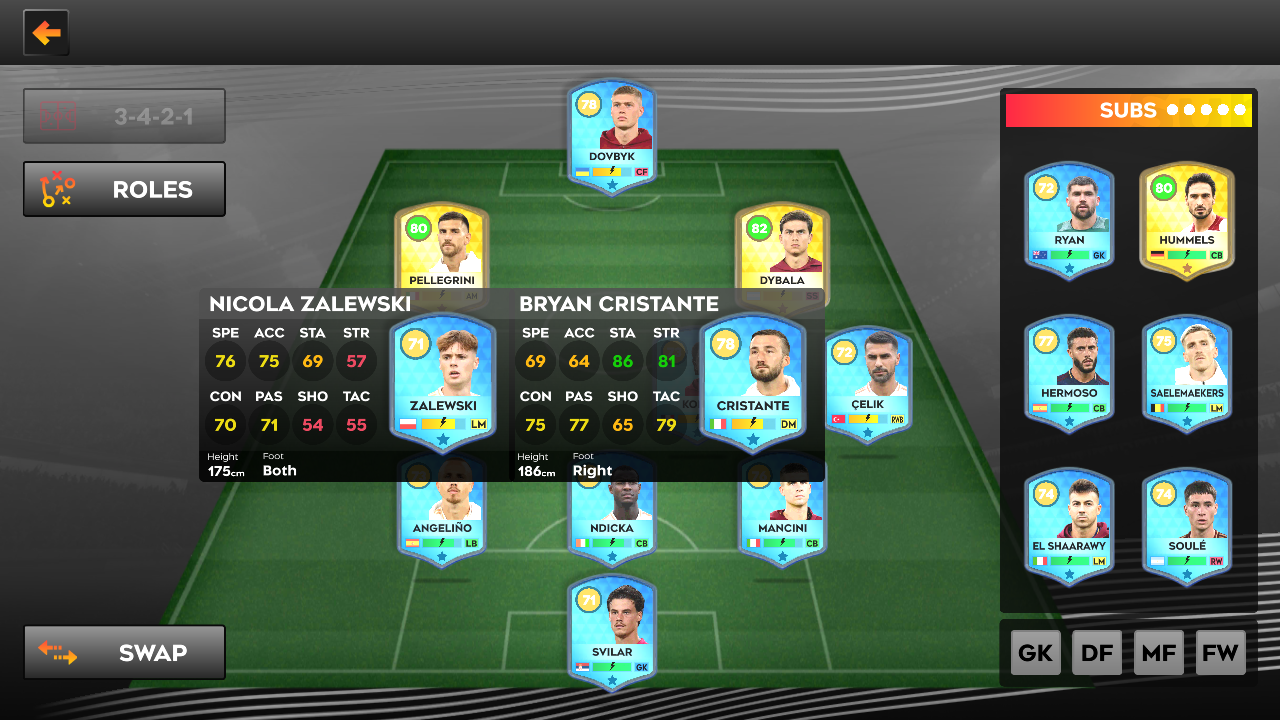 3-4-2-1
ROLES
78
DOVBYK
CF
80
PELLEGRINI
AM
82
DYBALA
SS
NICOLA ZALEWSKI
SPE ACC STA STR
76 75 69 57
CON PAS SHO TAC
70 71 54 55
Height Foot
175cm Both
71
ZALEWSKI
LM
BRYAN CRISTANTE
SPE ACC STA STR
69 64 86 81
CON PAS SHO TAC
75 77 65 79
Height Foot
186cm Right
78
CRISTANTE
DM
72
ÇELIK
RWB
ANGELIÑO
LB
NDICKA
CB
MANCINI
CB
71
SVILAR
GK
SWAP
SUBS
72
RYAN
GK
80
HUMMELS
CB
77
HERMOSO
CB
75
SAELEMAEKERS
LM
74
EL SHAARAWY
LM
74
SOULÉ
RW
GK DF MF FW